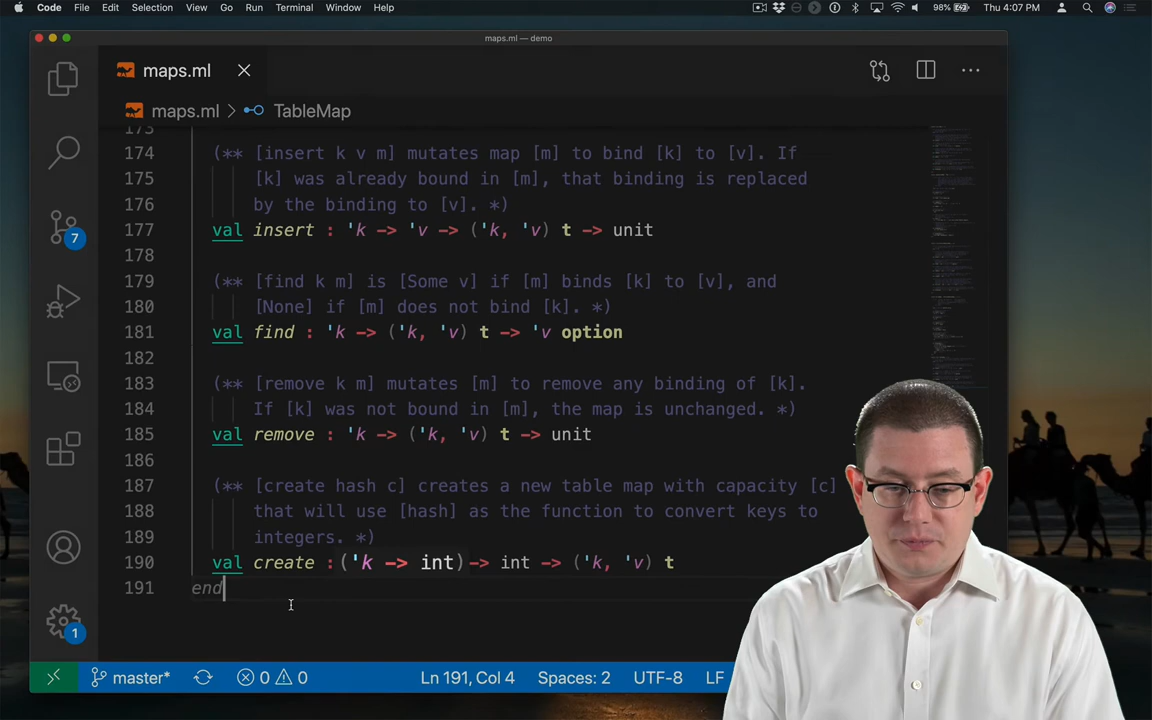 Code File Edit Selection View Go Run Terminal Window Help 98% Thu 4:07 PM
maps.ml — demo
maps.ml
maps.ml > TableMap
173
174 (** [insert k v m] mutates map [m] to bind [k] to [v]. If
175 [k] was already bound in [m], that binding is replaced
176 by the binding to [v]. *)
177 val insert : 'k -> 'v -> ('k, 'v) t -> unit
178
179 (** [find k m] is [Some v] if [m] binds [k] to [v], and
180 [None] if [m] does not bind [k]. *)
181 val find : 'k -> ('k, 'v) t -> 'v option
182
183 (** [remove k m] mutates [m] to remove any binding of [k].
184 If [k] was not bound in [m], the map is unchanged. *)
185 val remove : 'k -> ('k, 'v) t -> unit
186
187 (** [create hash c] creates a new table map with capacity [c]
188 that will use [hash] as the function to convert keys to
189 integers. *)
190 val create :('k -> int)-> int -> ('k, 'v) t
191 end
7
1
master* 0 0 Ln 191, Col 4 Spaces: 2 UTF-8 LF